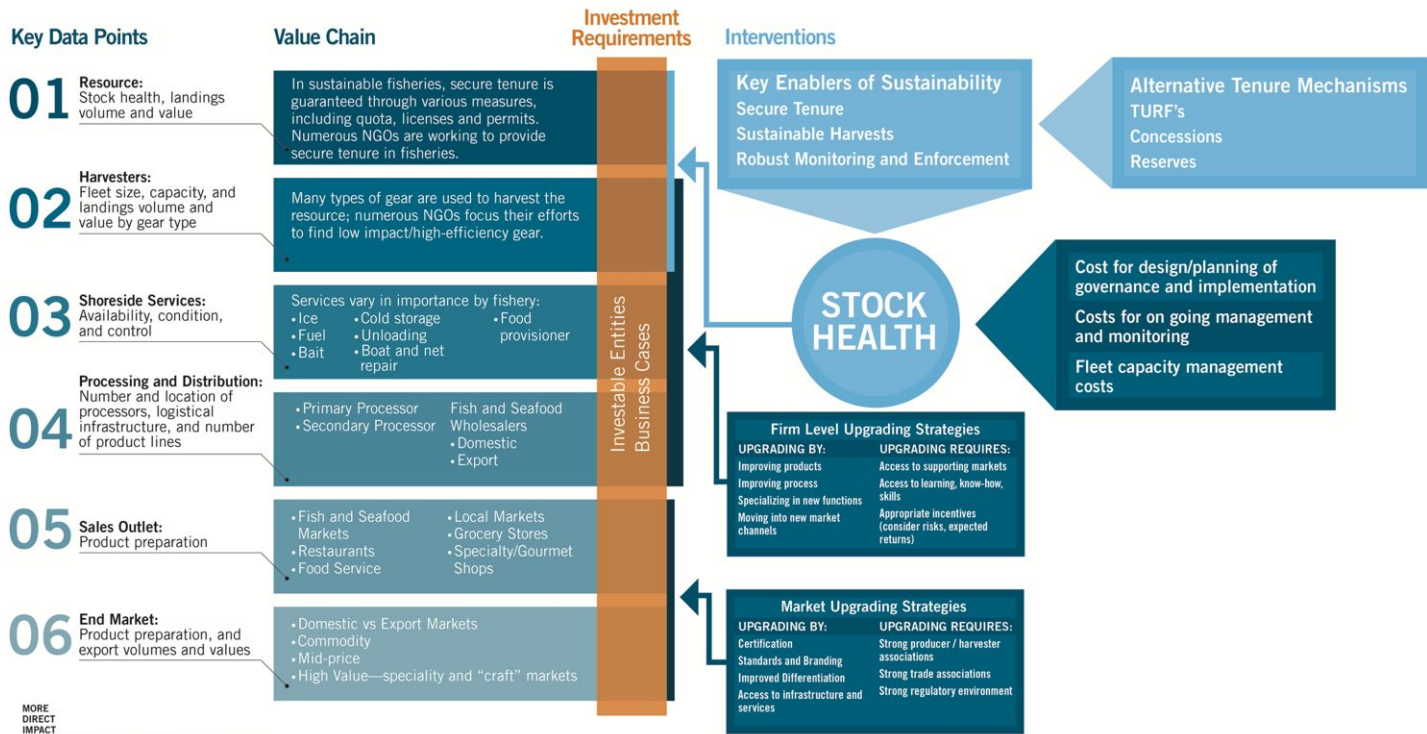 Key Data Points
Value Chain
Investment
Requirements
Interventions
01
Resource:
Stock health, landings
volume and value
In sustainable fisheries, secure tenure is
guaranteed through various measures,
including quota, licenses and permits.
Numerous NGOs are working to provide
secure tenure in fisheries.
02
Harvesters:
Fleet size, capacity, and
landings volume and
value by gear type
Many types of gear are used to harvest the
resource; numerous NGOs focus their efforts
to find low impact/high-efficiency gear.
03
Shoreside Services:
Availability, condition,
and control
Services vary in importance by fishery:
• Ice
• Fuel
• Bait
• Cold storage
• Unloading
• Boat and net
repair
• Food
provisioner
04
Processing and Distribution:
Number and location of
processors, logistical
infrastructure, and number
of product lines
• Primary Processor
• Secondary Processor
Fish and Seafood
Wholesalers
• Domestic
• Export
05
Sales Outlet:
Product preparation
• Fish and Seafood
Markets
• Restaurants
• Food Service
• Local Markets
• Grocery Stores
• Specialty/Gourmet
Shops
06
End Market:
Product preparation, and
export volumes and values
• Domestic vs Export Markets
• Commodity
• Mid-price
• High Value—speciality and “craft” markets
MORE
DIRECT
IMPACT
Investable Entities
Business Cases
Key Enablers of Sustainability
Secure Tenure
Sustainable Harvests
Robust Monitoring and Enforcement
Alternative Tenure Mechanisms
TURF's
Concessions
Reserves
STOCK
HEALTH
Cost for design/planning of
governance and implementation
Costs for on going management
and monitoring
Fleet capacity management
costs
Firm Level Upgrading Strategies
UPGRADING BY:
Improving products
Improving process
Specializing in new functions
Moving into new market
channels
UPGRADING REQUIRES:
Access to supporting markets
Access to learning, know-how,
skills
Appropriate incentives
(consider risks, expected
returns)
Market Upgrading Strategies
UPGRADING BY:
Certification
Standards and Branding
Improved Differentiation
Access to infrastructure and
services
UPGRADING REQUIRES:
Strong producer / harvester
associations
Strong trade associations
Strong regulatory environment